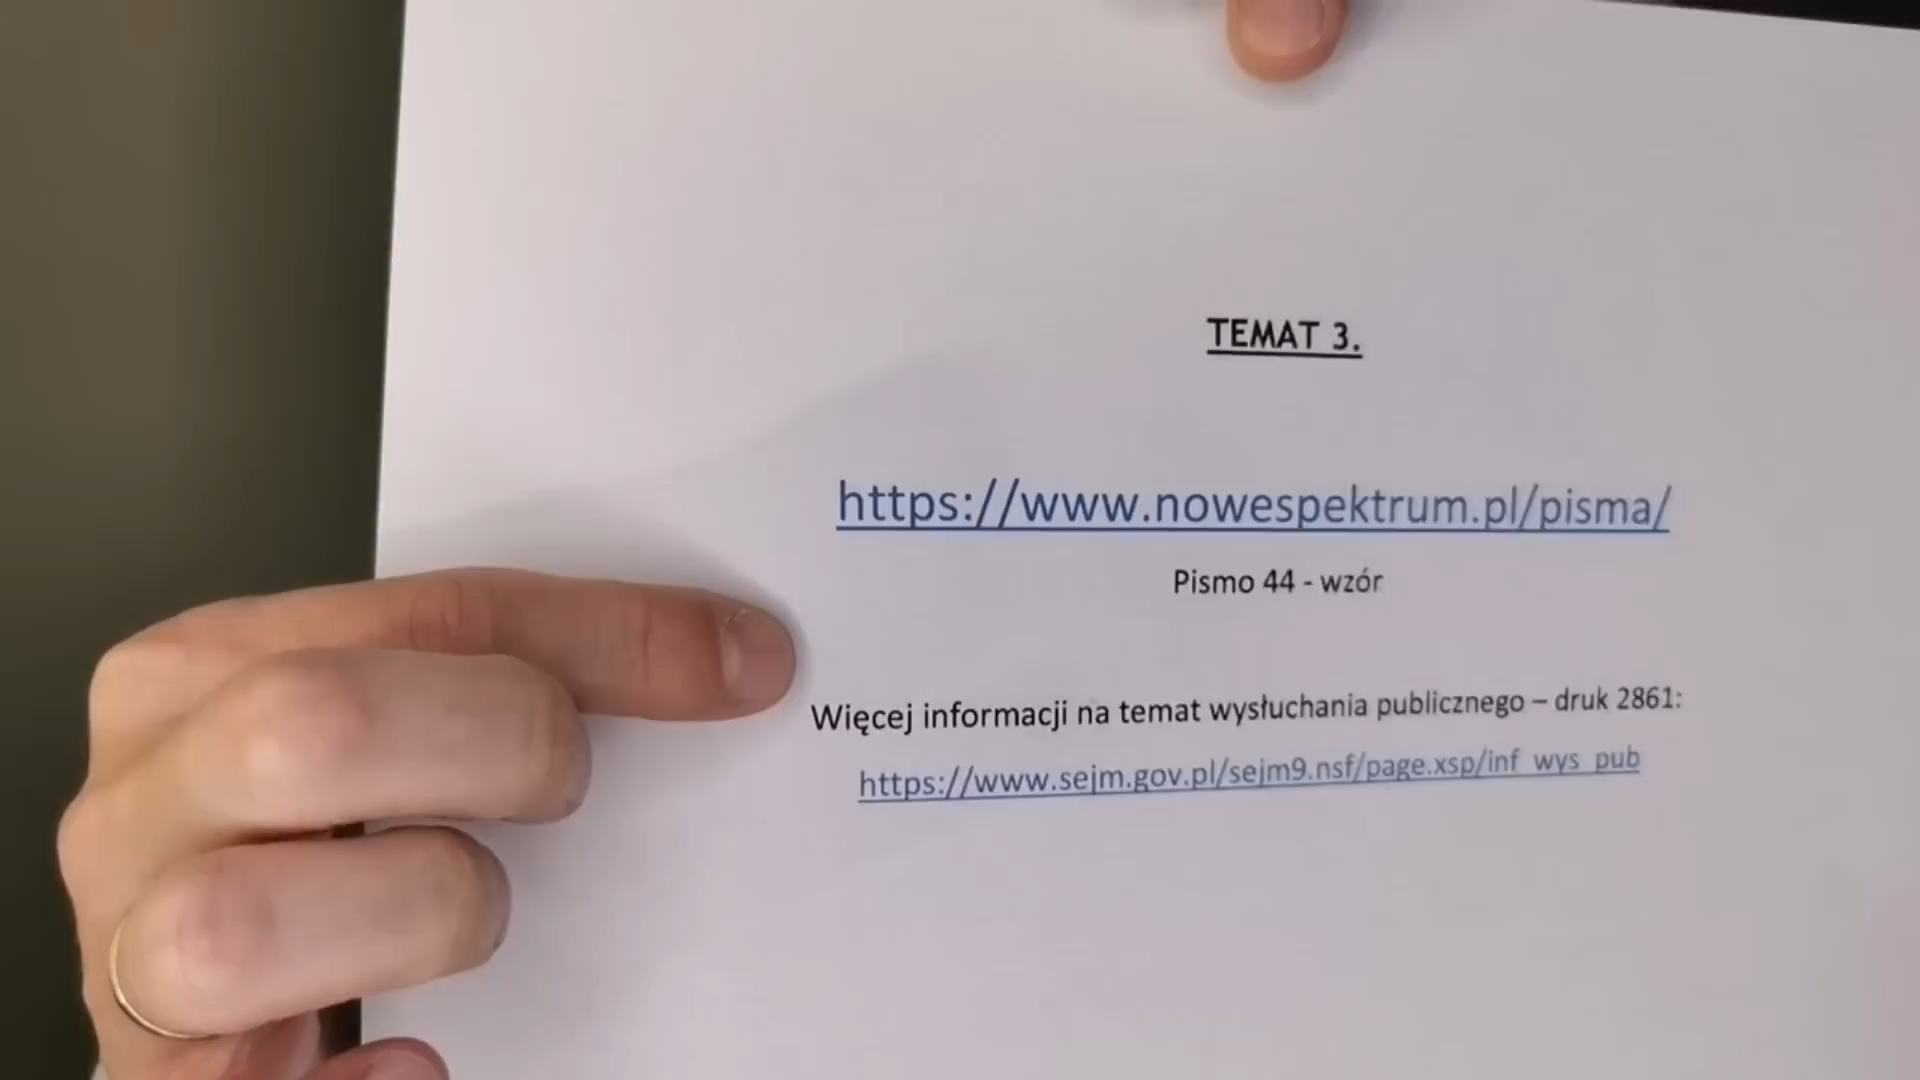 TEMAT 3.
https://www.nowespektrum.pl/pisma/
Pismo 44 - wzór
Więcej informacji na temat wysłuchania publicznego – druk 2861:
https://www.sejm.gov.pl/sejm9.nsf/page.xsp/inf_wys_pub